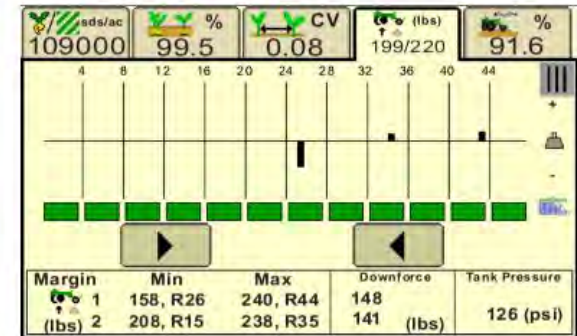 sds/ac % CV (lbs) %
109000 99.5 0.08 199/220 91.6
4 8 12 16 20 24 28 32 36 40 44
+
-
Margin Min Max Downforce Tank Pressure
1 158, R26 240, R44 148
(lbs) 2 208, R15 238, R35 141 (lbs) 126 (psi)